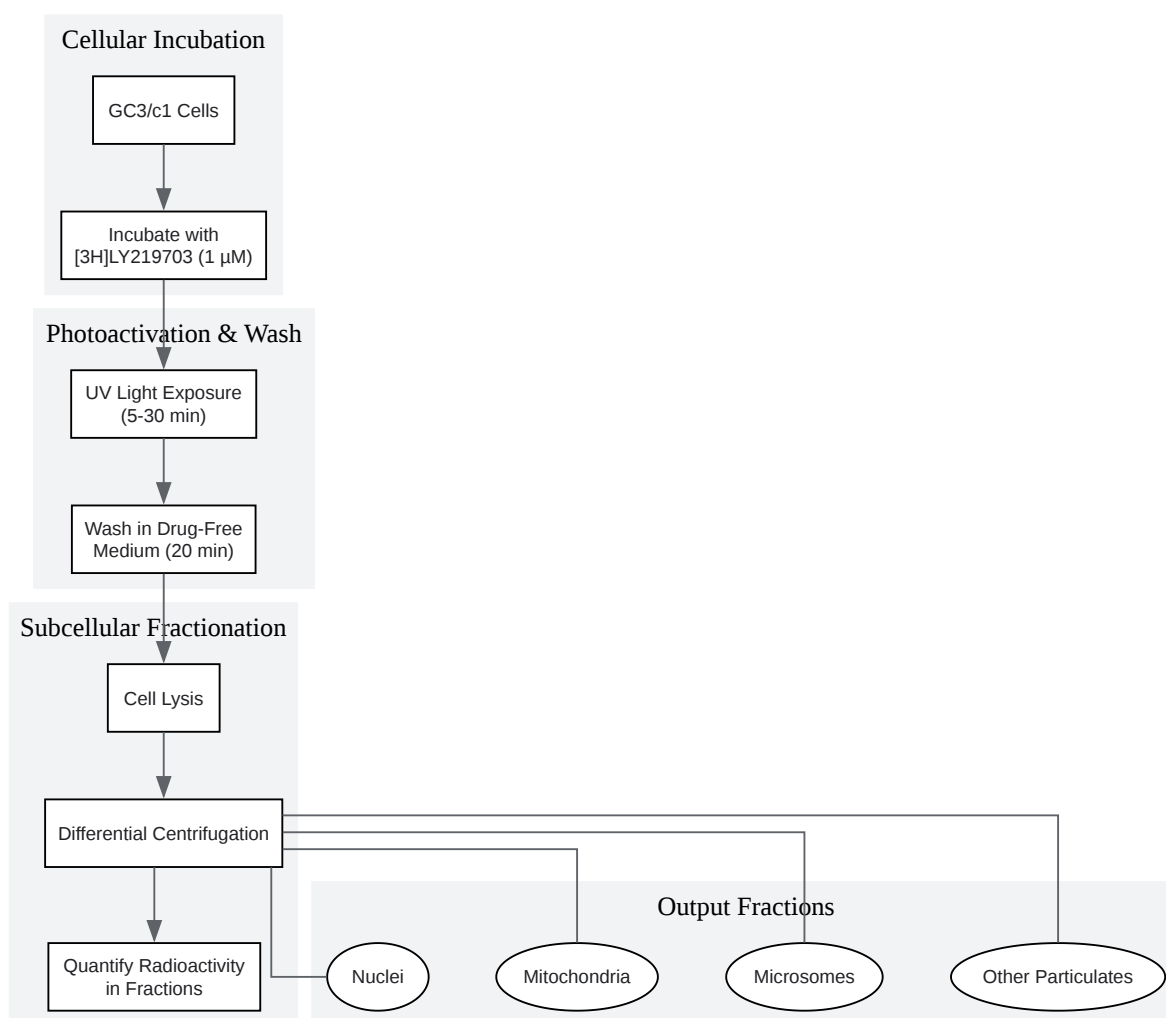 Cellular Incubation
GC3/c1 Cells
Incubate with
[3H]LY219703 (1 µM)
Photoactivation & Wash
UV Light Exposure
(5-30 min)
Wash in Drug-Free
Medium (20 min)
Subcellular Fractionation
Cell Lysis
Differential Centrifugation
Quantify Radioactivity
in Fractions
Output Fractions
Nuclei
Mitochondria
Microsomes
Other Particulates